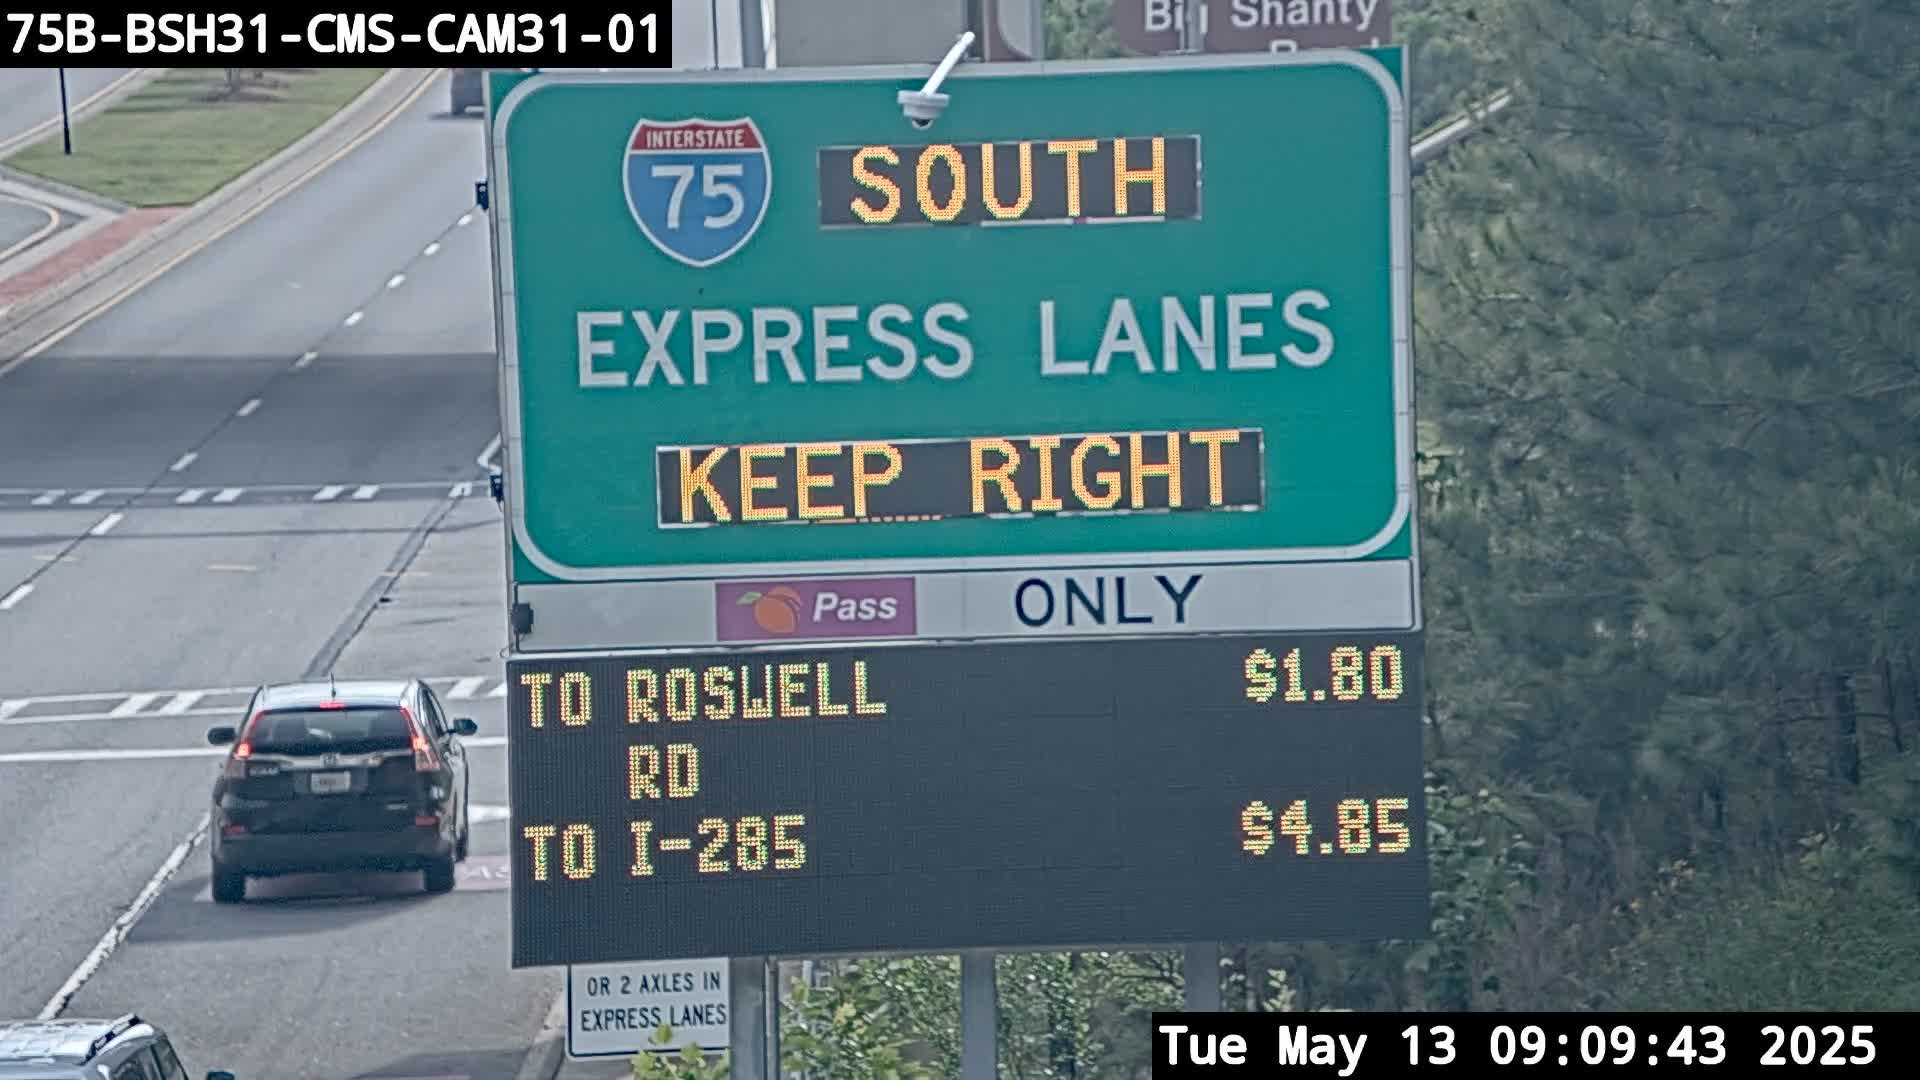 75B-BSH31-CMS-CAM31-01
Big Shanty
INTERSTATE
75
SOUTH
EXPRESS LANES
KEEP RIGHT
Pass
ONLY
TO ROSWELL $1.80
RD
TO I-285 $4.85
OR 2 AXLES IN
EXPRESS LANES
Tue May 13 09:09:43 2025